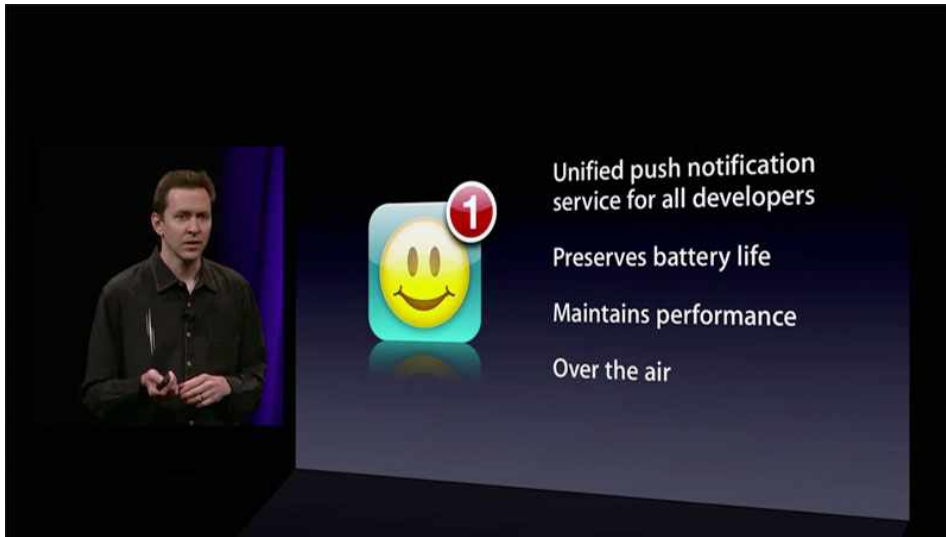 1
Unified push notification
service for all developers
Preserves battery life
Maintains performance
Over the air